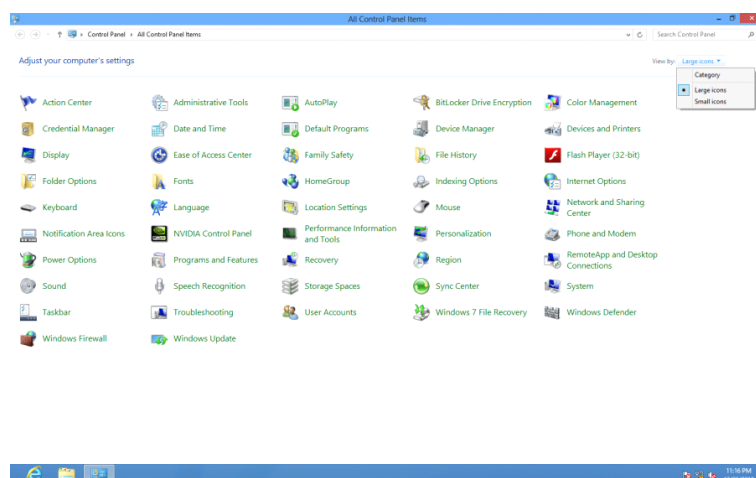 All Control Panel Items
Control Panel
All Control Panel Items
Search Control Panel
Adjust your computer's settings
View by: Large icons
Category
Large icons
Small icons
Action Center
Administrative Tools
AutoPlay
BitLocker Drive Encryption
Color Management
Credential Manager
Date and Time
Default Programs
Device Manager
Devices and Printers
Display
Ease of Access Center
Family Safety
File History
Flash Player (32-bit)
Folder Options
Fonts
HomeGroup
Indexing Options
Internet Options
Keyboard
Language
Location Settings
Mouse
Network and Sharing
Center
Notification Area Icons
NVIDIA Control Panel
Performance Information
and Tools
Personalization
Phone and Modem
Power Options
Programs and Features
Recovery
Region
RemoteApp and Desktop
Connections
Sound
Speech Recognition
Storage Spaces
Sync Center
System
Taskbar
Troubleshooting
User Accounts
Windows 7 File Recovery
Windows Defender
Windows Firewall
Windows Update
11:16 PM